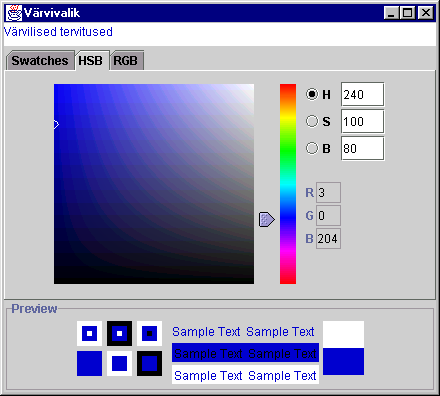 Värvivalik
Värvilised tervitused
Swatches HSB RGB
H 240
S 100
B 80
R 3
G 0
B 204
Preview
Sample Text Sample Text
Sample Text Sample Text
Sample Text Sample Text